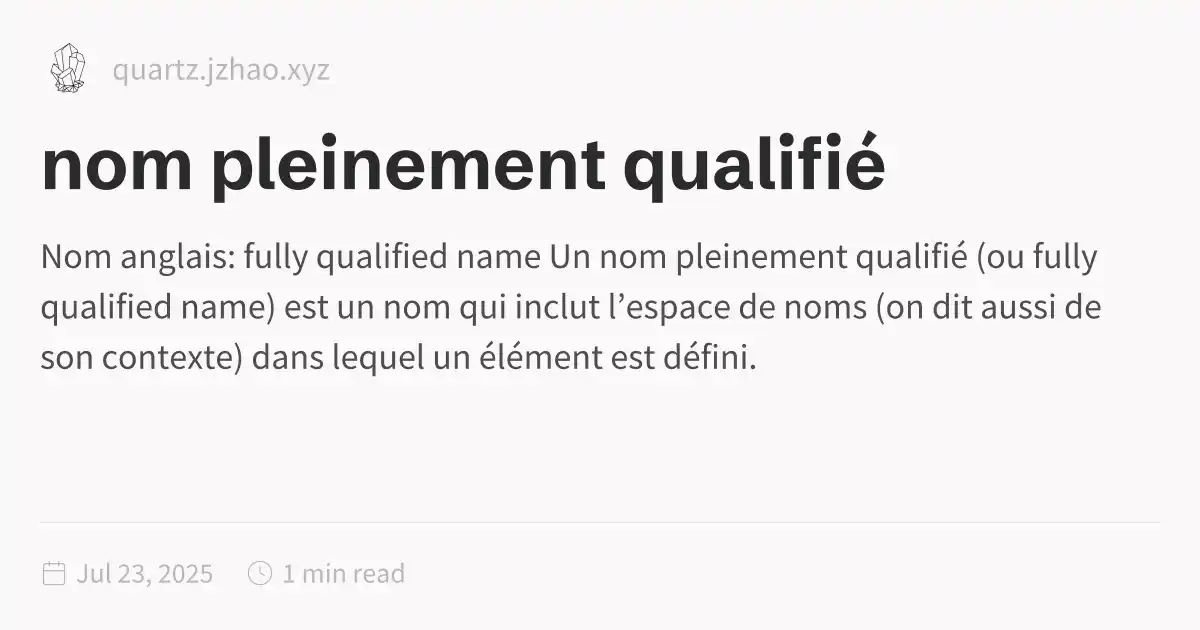 quartz.jzhao.xyz
nom pleinement qualifié
Nom anglais: fully qualified name Un nom pleinement qualifié (ou fully
qualified name) est un nom qui inclut l’espace de noms (on dit aussi de
son contexte) dans lequel un élément est défini.
Jul 23, 2025 1 min read